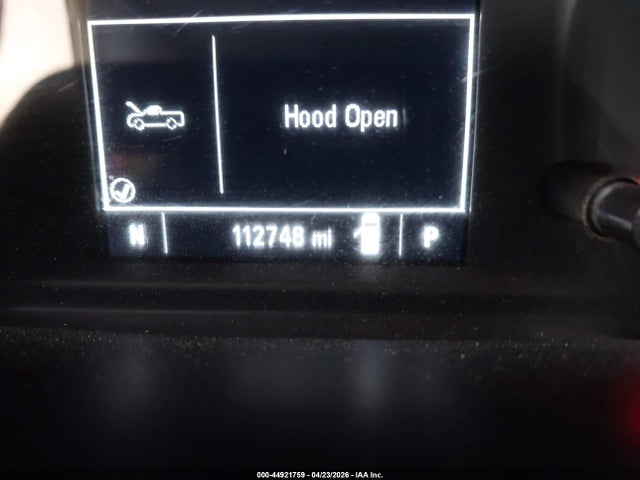 Hood Open
N 112748 mi P
000-44921759 - 04/23/2026 - IAA Inc.